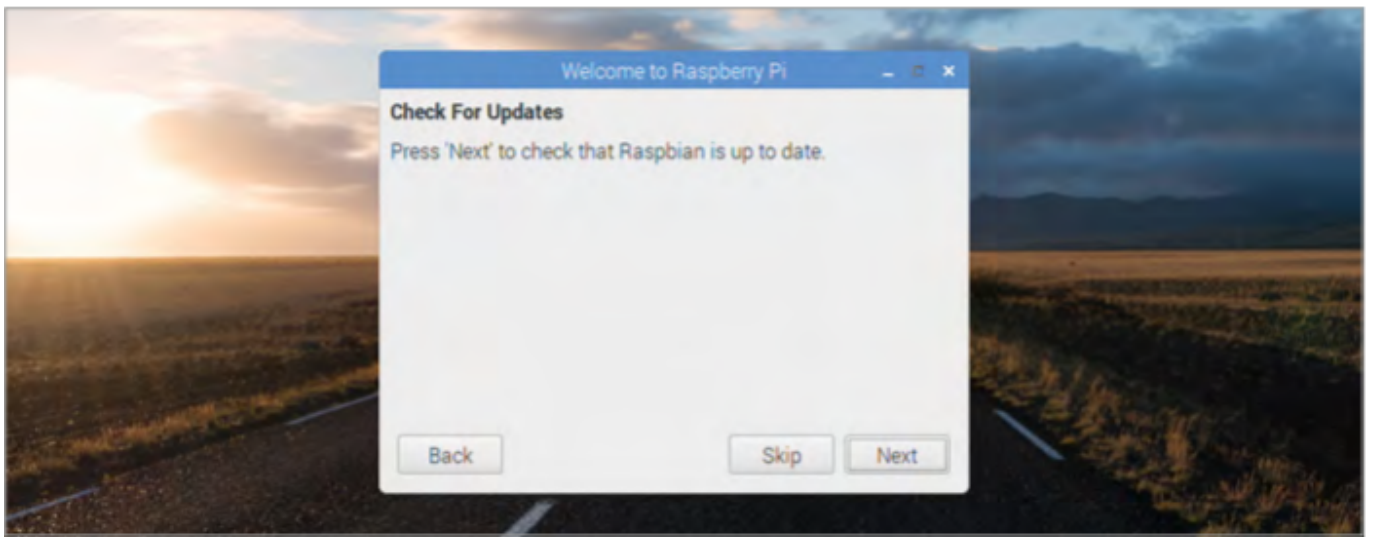 Welcome to Raspberry Pi
Check For Updates
Press 'Next' to check that Raspbian is up to date.
Back
Skip
Next